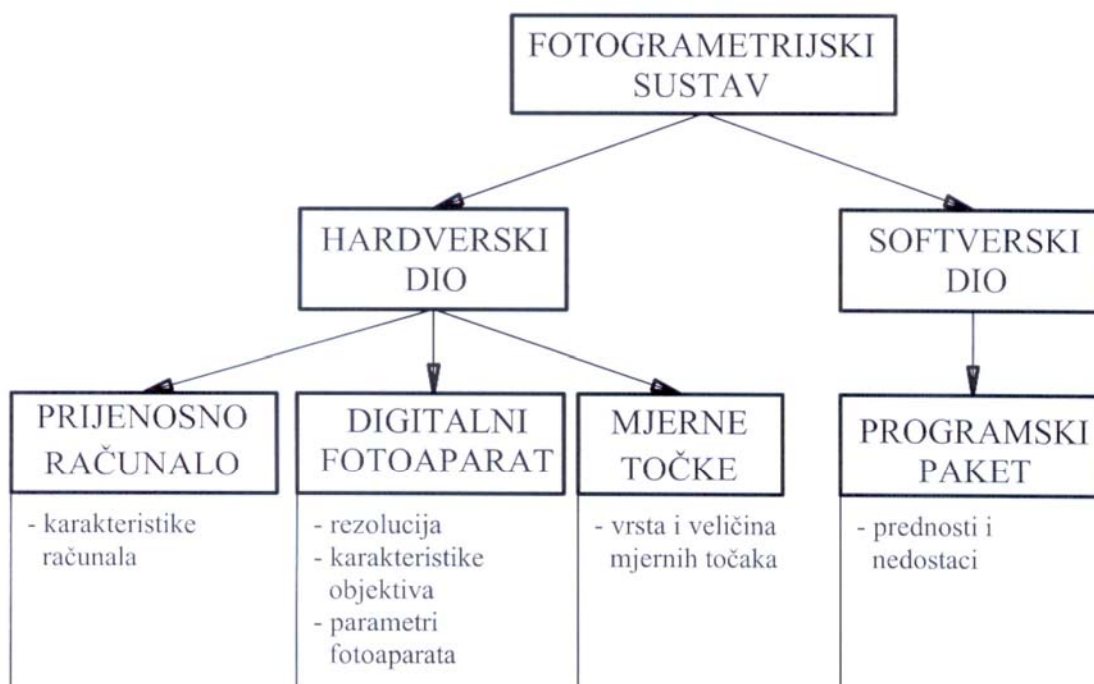 FOTOGRAMETRIJSKI
SUSTAV
HARDVERSKI
DIO
SOFTVERSKI
DIO
PRIJENOSNO
RAČUNALO
DIGITALNI
FOTOAPARAT
MJERNE
TOČKE
PROGRAMSKI
PAKET
- karakteristike
računala
- rezolucija
- karakteristike
objektiva
- parametri
fotoaparata
- vrsta i veličina
mjernih točaka
- prednosti i
nedostaci